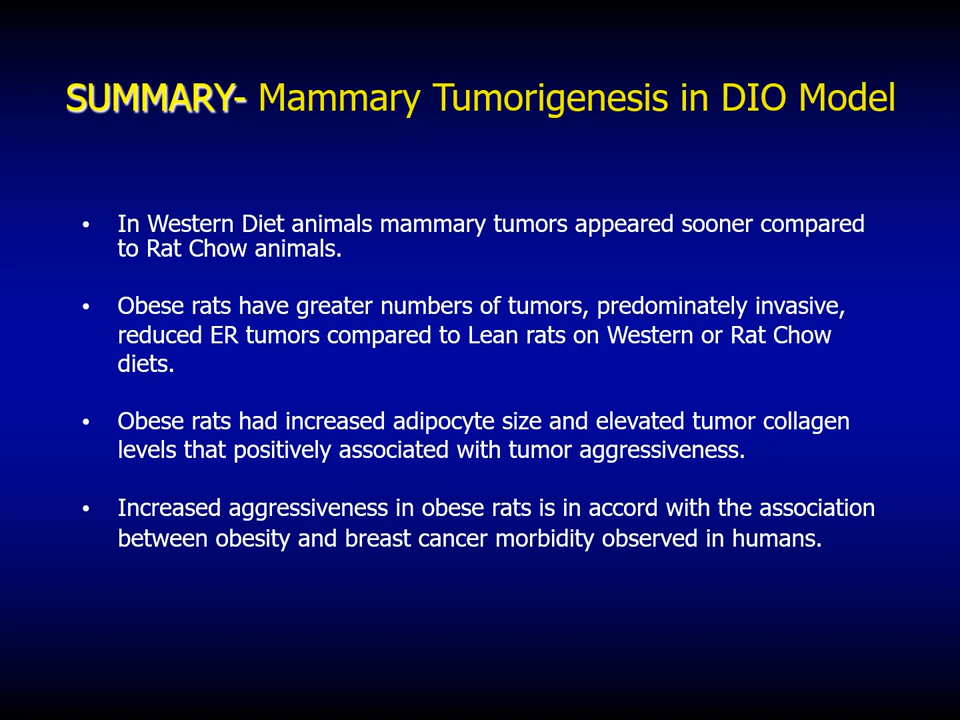 SUMMARY- Mammary Tumorigenesis in DIO Model
• In Western Diet animals mammary tumors appeared sooner compared
to Rat Chow animals.
• Obese rats have greater numbers of tumors, predominately invasive,
reduced ER tumors compared to Lean rats on Western or Rat Chow
diets.
• Obese rats had increased adipocyte size and elevated tumor collagen
levels that positively associated with tumor aggressiveness.
• Increased aggressiveness in obese rats is in accord with the association
between obesity and breast cancer morbidity observed in humans.